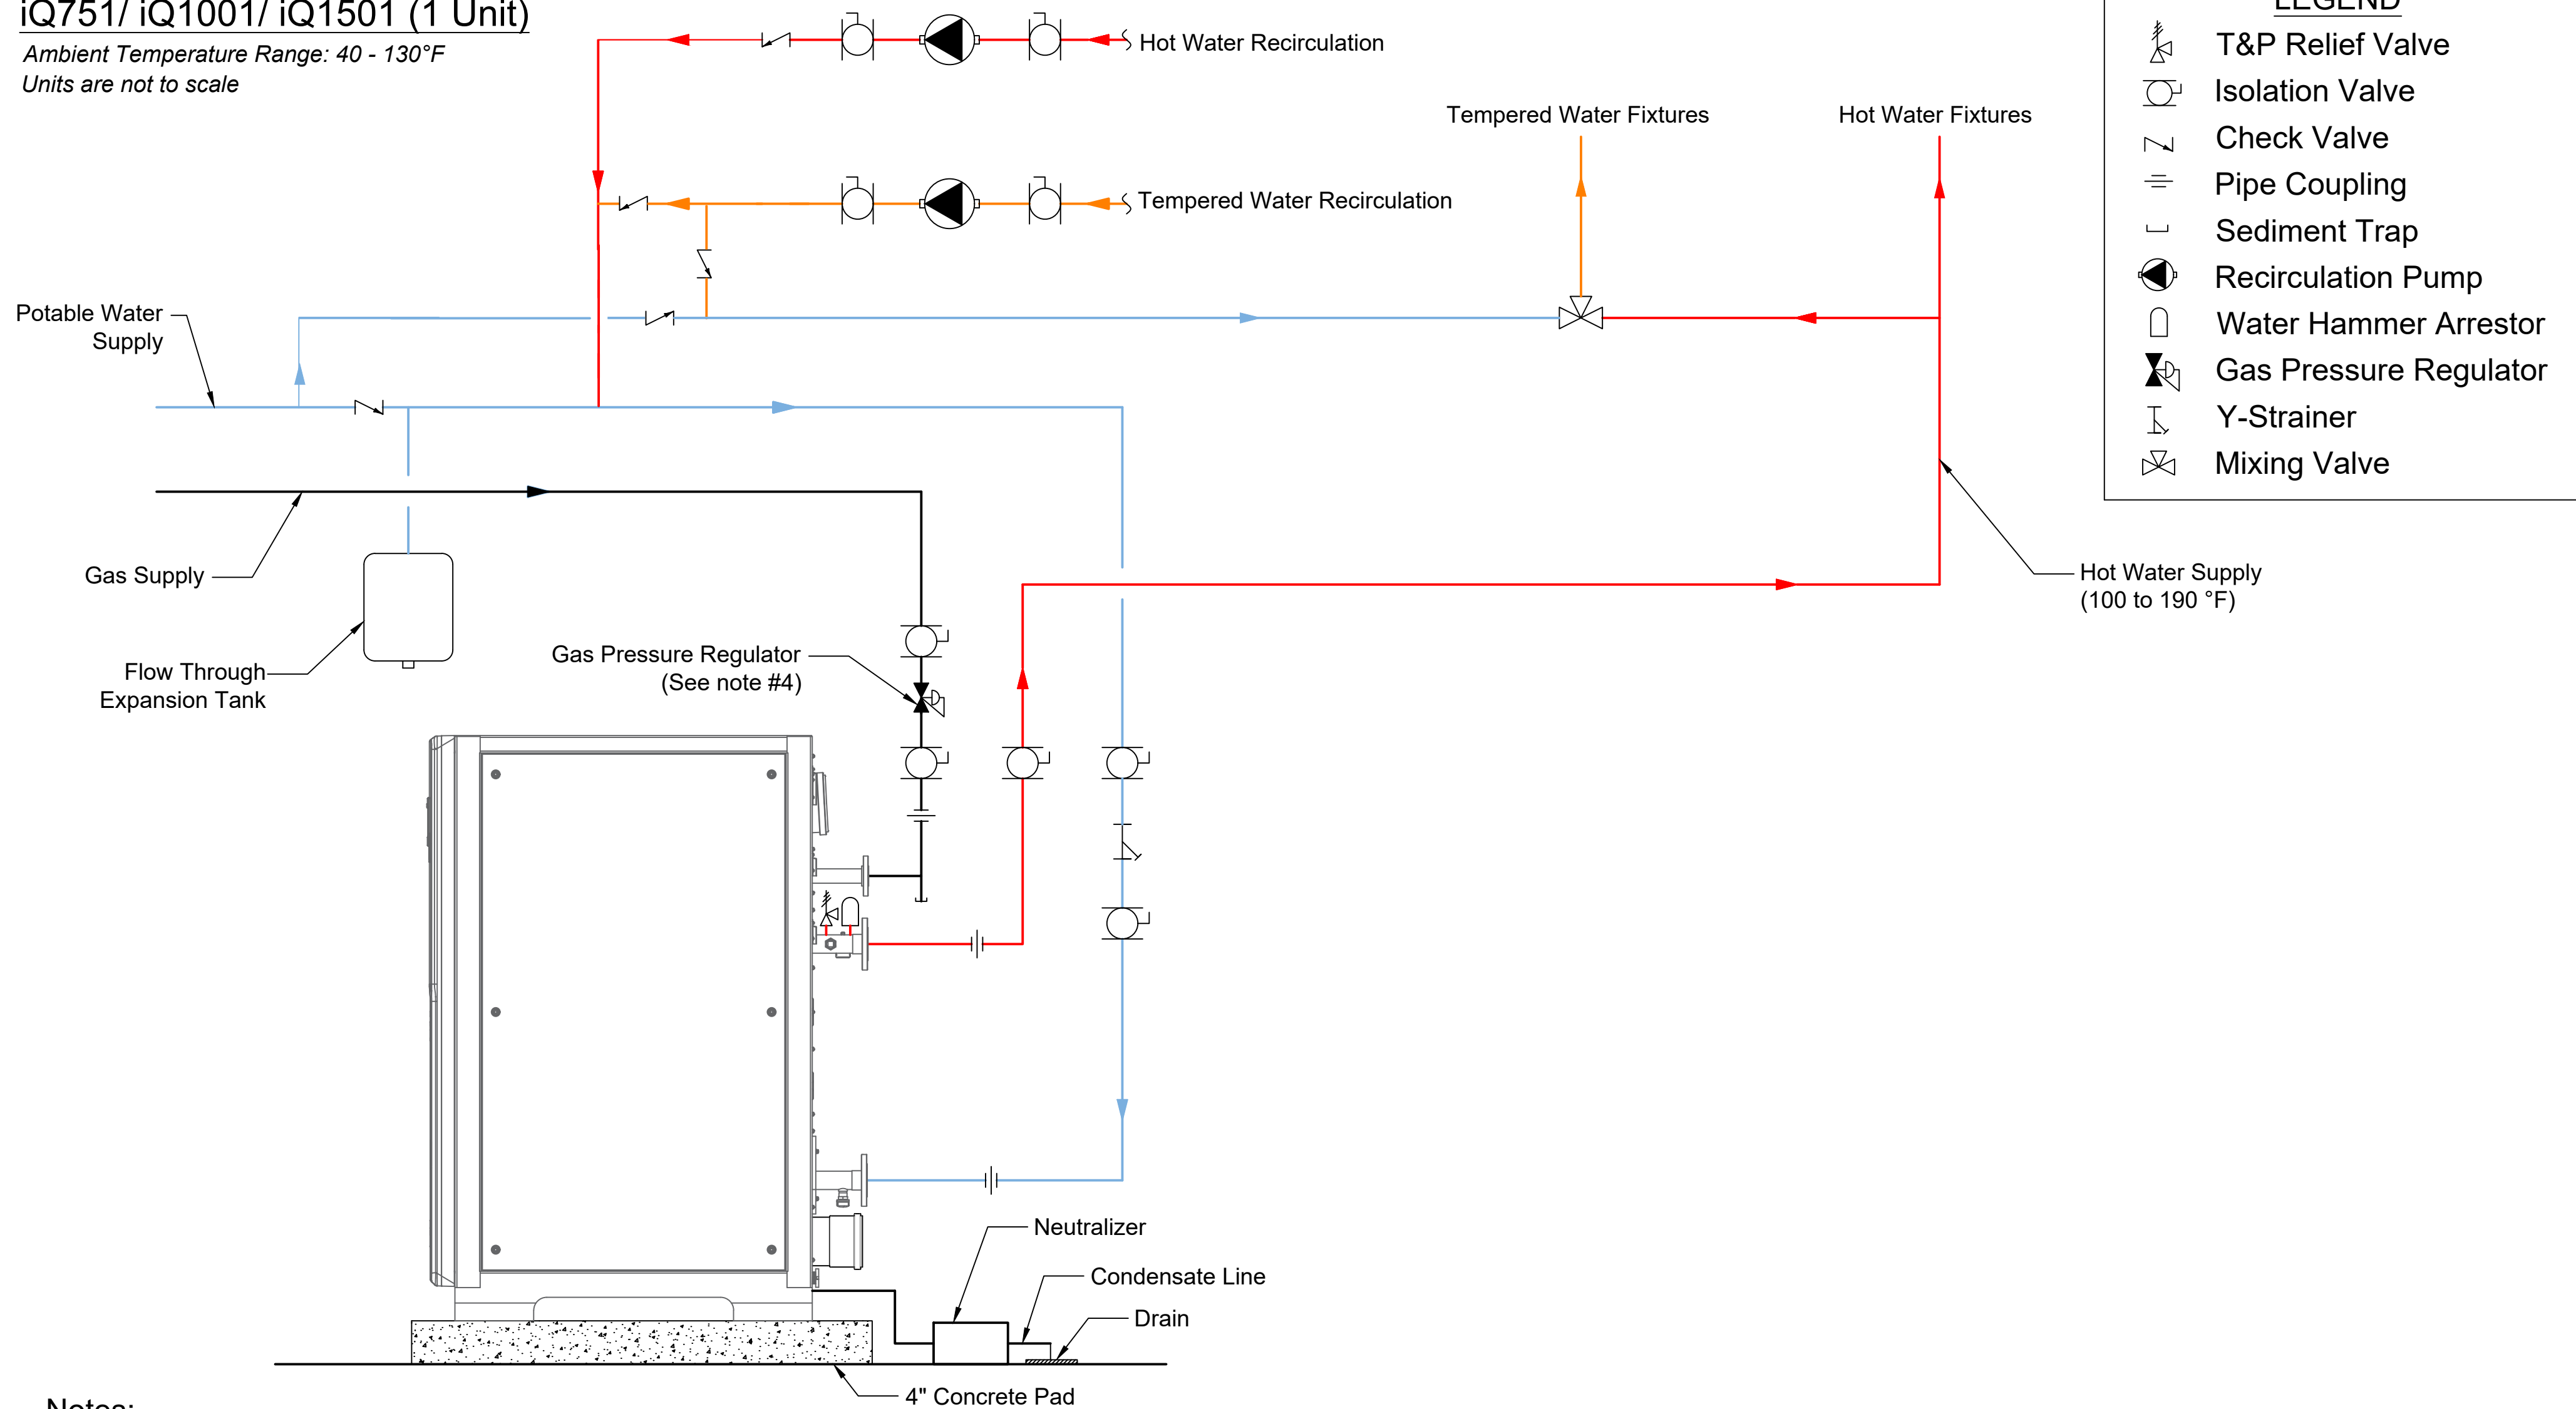 iQ751/ iQ1001/ iQ1501 (1 Unit)
Ambient Temperature Range: 40 - 130°F
Units are not to scale
Hot Water Recirculation
Tempered Water Fixtures
Hot Water Fixtures
Tempered Water Recirculation
Potable Water
Supply
Gas Supply
Flow Through
Expansion Tank
Gas Pressure Regulator
(See note #4)
Hot Water Supply
(100 to 190 °F)
Neutralizer
Condensate Line
Drain
4" Concrete Pad
LEGEND
T&P Relief Valve
Isolation Valve
Check Valve
Pipe Coupling
Sediment Trap
Recirculation Pump
Water Hammer Arrestor
Gas Pressure Regulator
Y-Strainer
Mixing Valve
Notes: